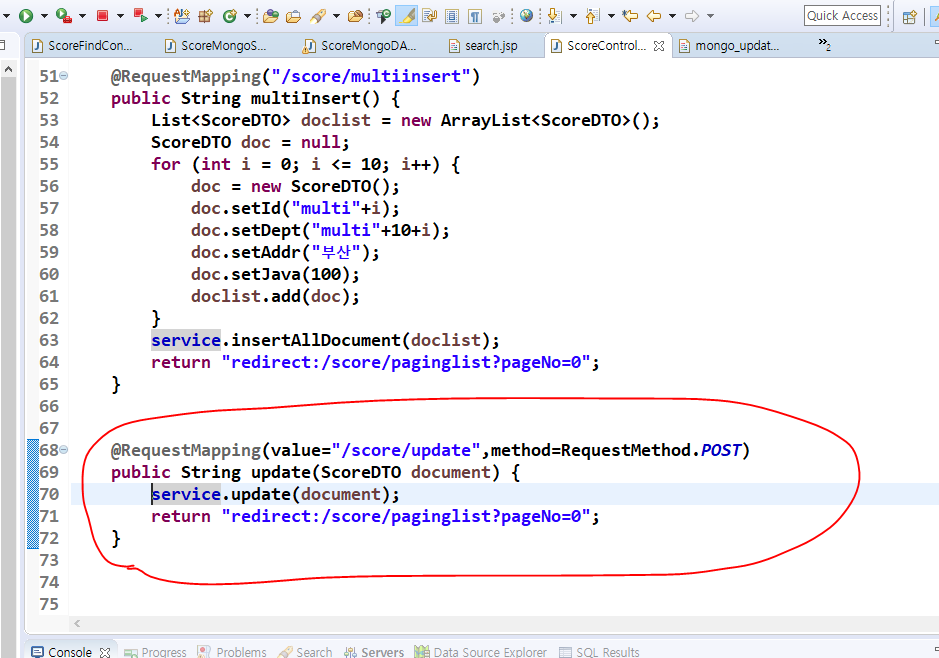 Quick Access
ScoreFindCon...
ScoreMongoS...
ScoreMongoDA...
search.jsp
ScoreControl...
mongo_updat...
»2
51 @RequestMapping("/score/multiinsert")
52 public String multiInsert() {
53 List<ScoreDTO> doclist = new ArrayList<ScoreDTO>();
54 ScoreDTO doc = null;
55 for (int i = 0; i <= 10; i++) {
56 doc = new ScoreDTO();
57 doc.setId("multi"+i);
58 doc.setDept("multi"+10+i);
59 doc.setAddr("부산");
60 doc.setJava(100);
61 doclist.add(doc);
62 }
63 service.insertAllDocument(doclist);
64 return "redirect:/score/paginglist?pageNo=0";
65 }
66
67
68 @RequestMapping(value="/score/update",method=RequestMethod.POST)
69 public String update(ScoreDTO document) {
70 service.update(document);
71 return "redirect:/score/paginglist?pageNo=0";
72 }
73
74
75
Console
Progress
Problems
Search
Servers
Data Source Explorer
SQL Results